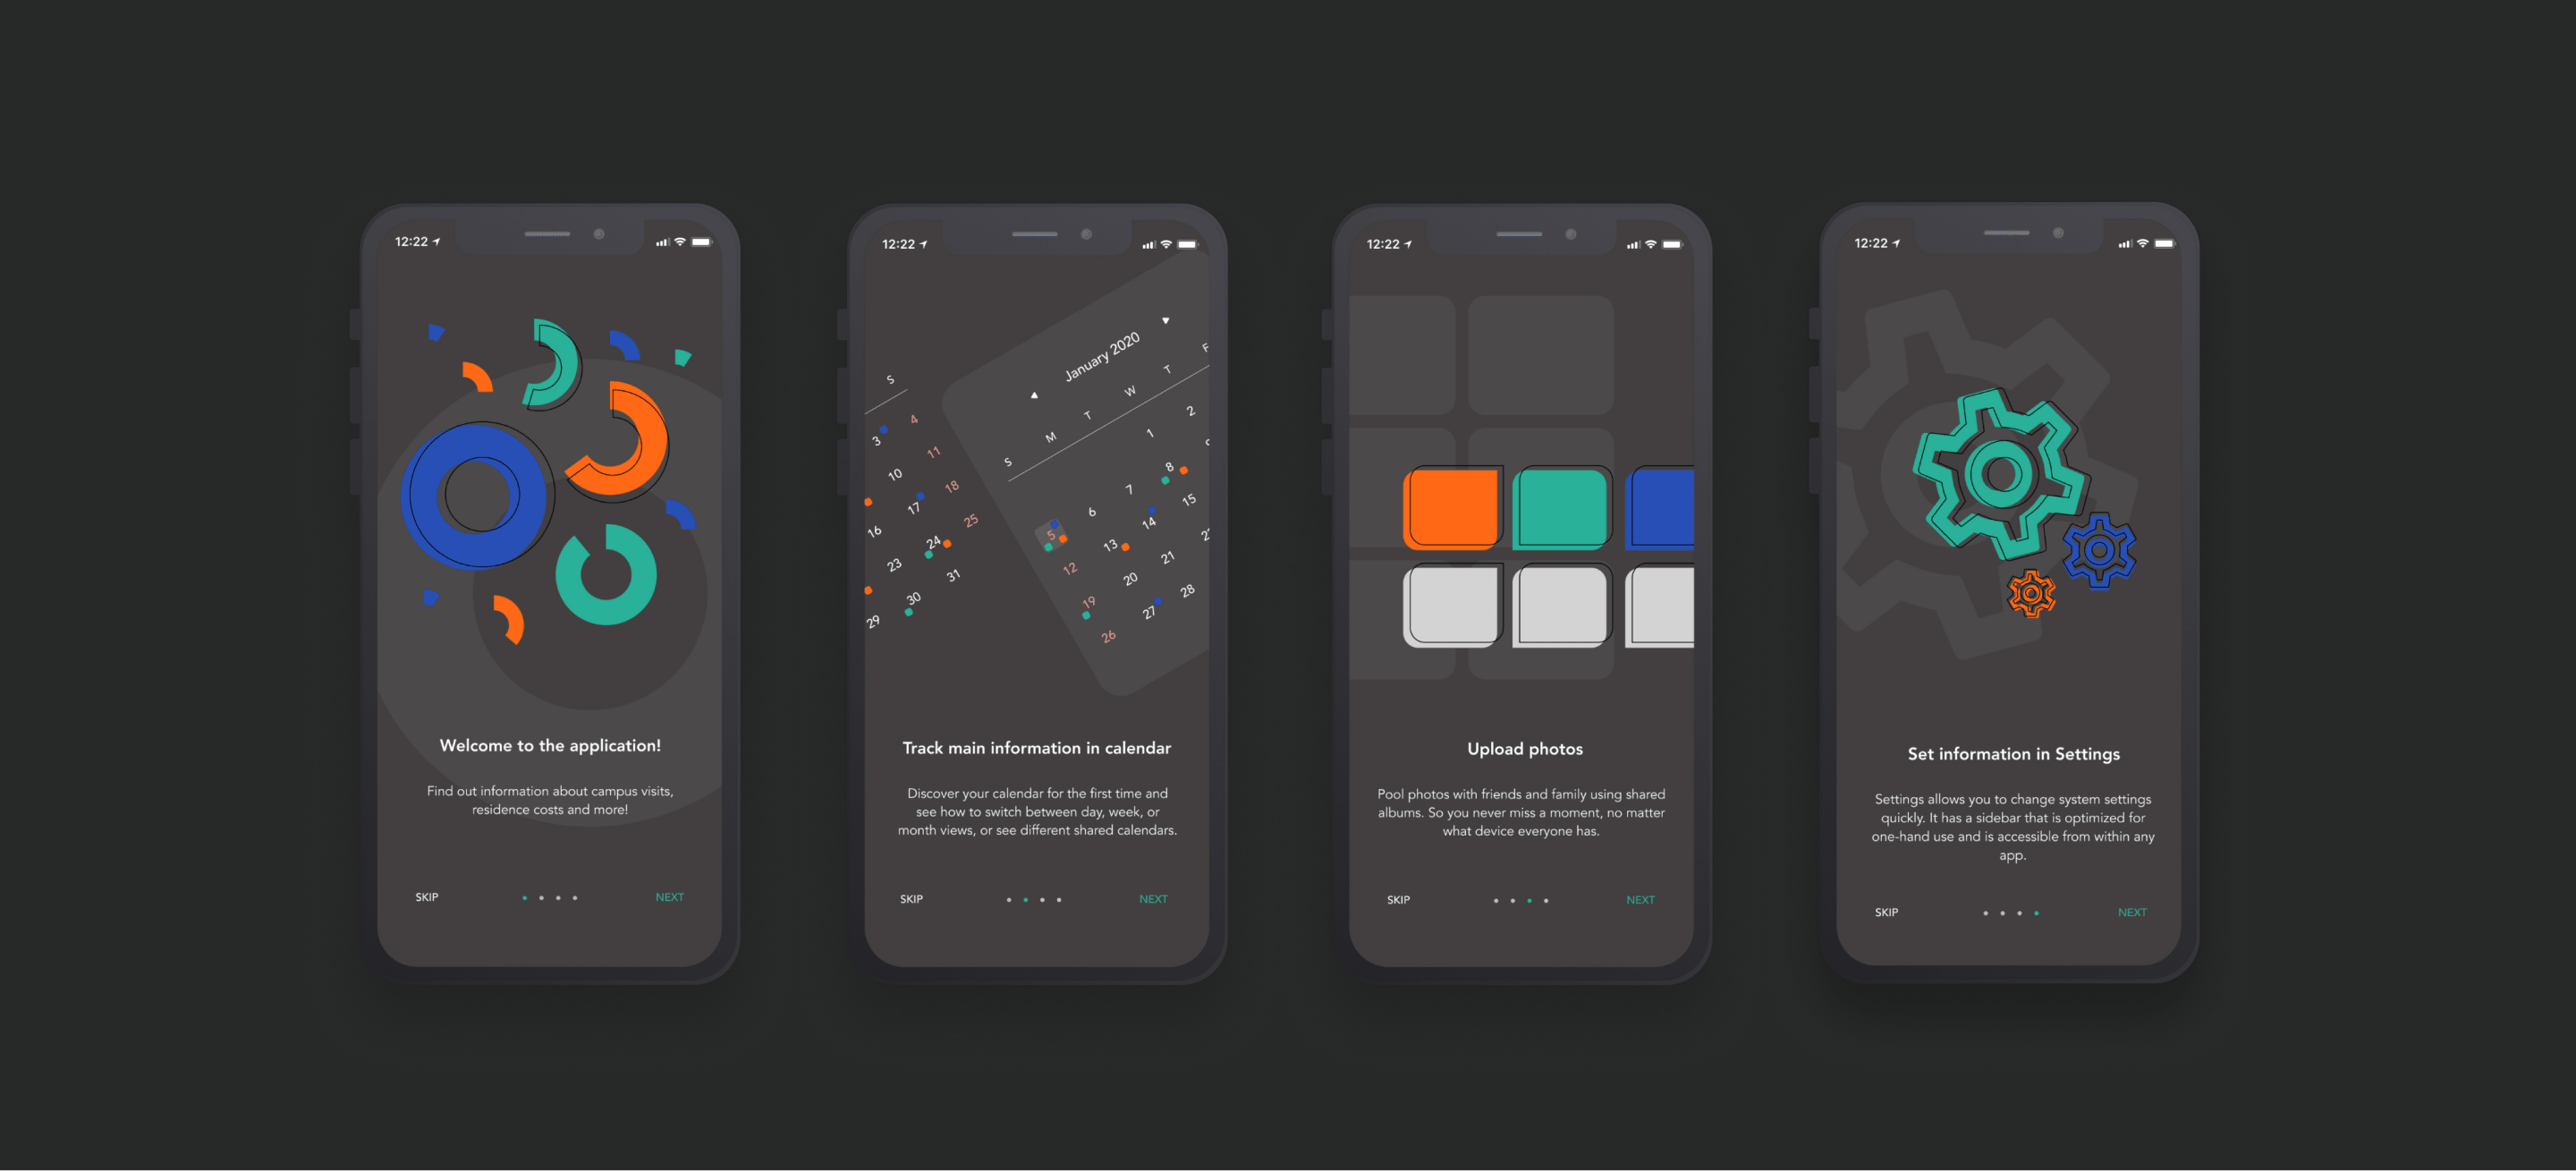 12:22
Welcome to the application!
Find out information about campus visits,
residence costs and more!
SKIP
NEXT
12:22
S
3 4
10 11
16 17 18
23 24 25
29 30 31
January 2020
S M T W T F
1 2
5 6 7 8
12 13 14 15
19 20 21
26 27 28
Track main information in calendar
Discover your calendar for the first time and
see how to switch between day, week, or
month views, or see different shared calendars.
SKIP
NEXT
12:22
Upload photos
Pool photos with friends and family using shared
albums. So you never miss a moment, no matter
what device everyone has.
SKIP
NEXT
12:22
Set information in Settings
Settings allows you to change system settings
quickly. It has a sidebar that is optimized for
one-hand use and is accessible from within any
app.
SKIP
NEXT